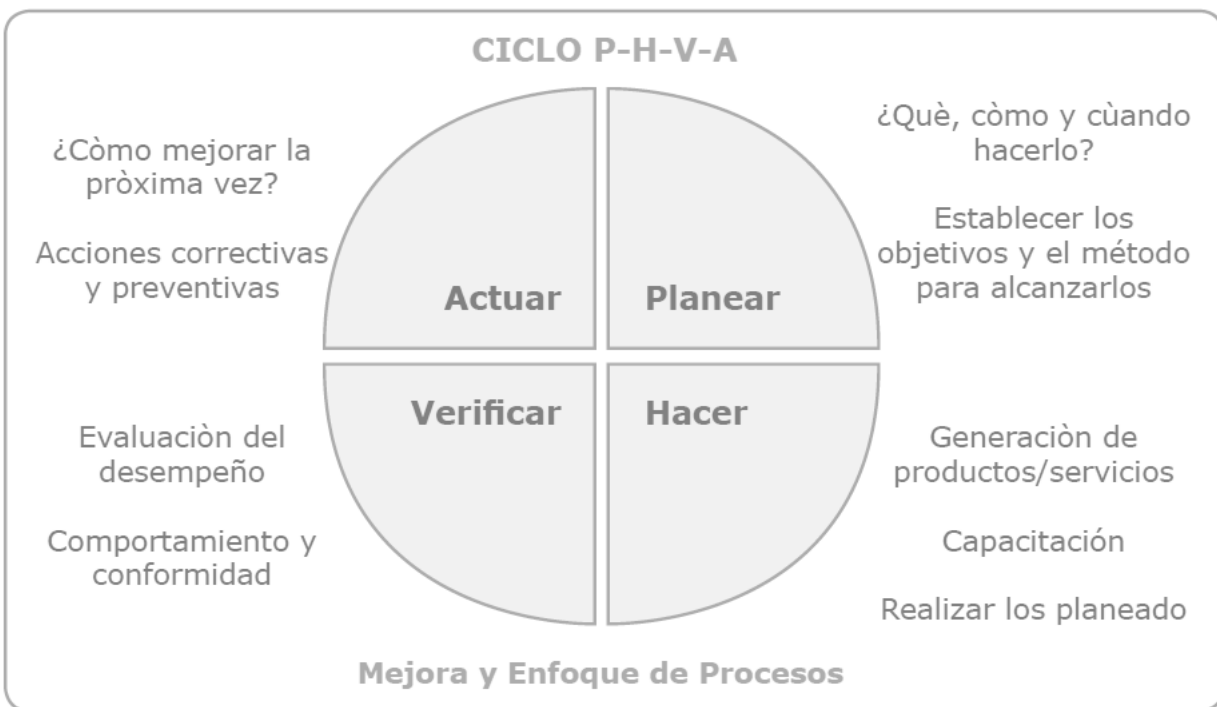 CICLO P-H-V-A
¿Còmo mejorar la
pròxima vez?
Acciones correctivas
y preventivas
Actuar
Planear
¿Què, còmo y cùando
hacerlo?
Establecer los
objetivos y el método
para alcanzarlos
Verificar
Hacer
Evaluaciòn del
desempeño
Comportamiento y
conformidad
Generaciòn de
productos/servicios
Capacitación
Realizar los planeado
Mejora y Enfoque de Procesos